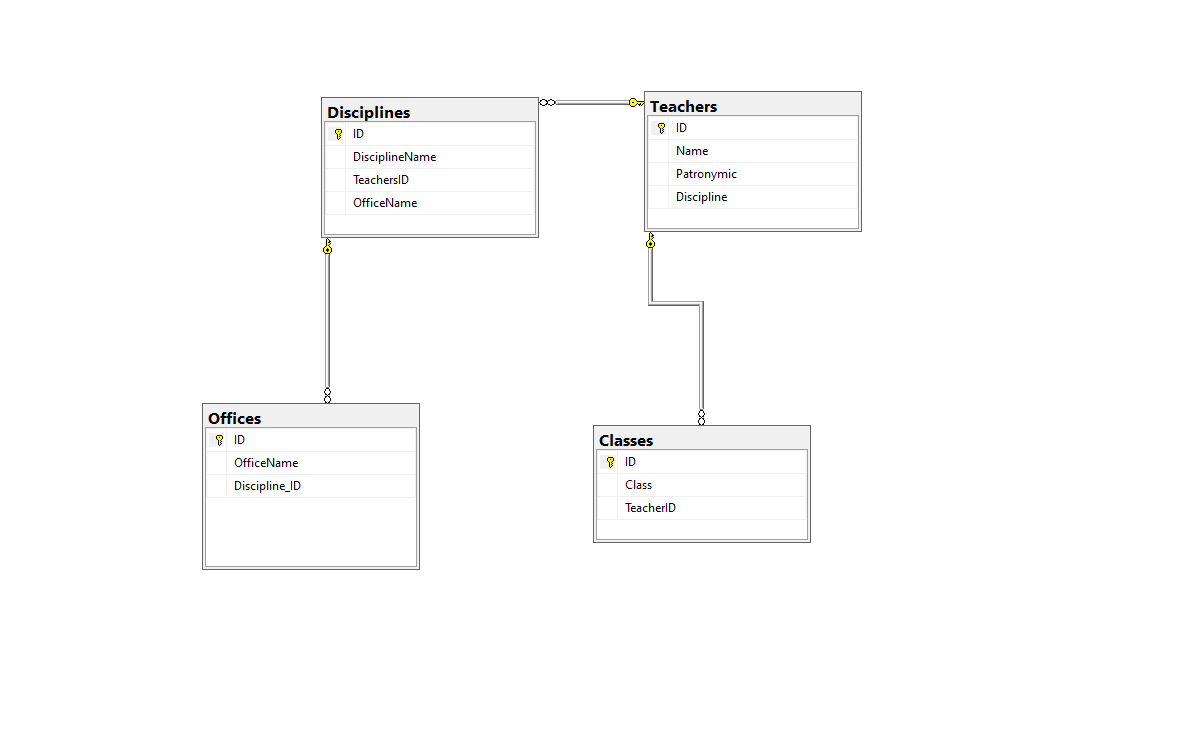 Disciplines
ID
DisciplineName
TeachersID
OfficeName
Teachers
ID
Name
Patronymic
Discipline
Offices
ID
OfficeName
Discipline_ID
Classes
ID
Class
TeacherID